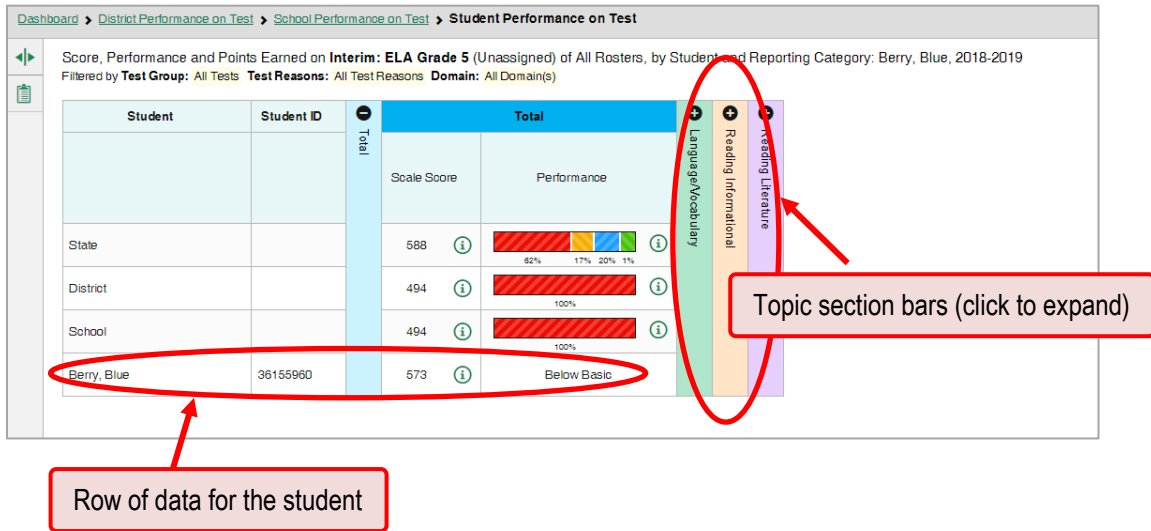 Dashboard > District Performance on Test > School Performance on Test > Student Performance on Test
Score, Performance and Points Earned on Interim: ELA Grade 5 (Unassigned) of All Rosters, by Student and Reporting Category: Berry, Blue, 2018-2019
Filtered by Test Group: All Tests Test Reasons: All Test Reasons Domain: All Domain(s)
Student Student ID Total Total Language/Vocabulary Reading Informational Reading Literature
Scale Score Performance
State 588
62% 17% 20% 1%
District 494
100%
School 494
100%
Berry, Blue 36155960 573 Below Basic
Topic section bars (click to expand)
Row of data for the student